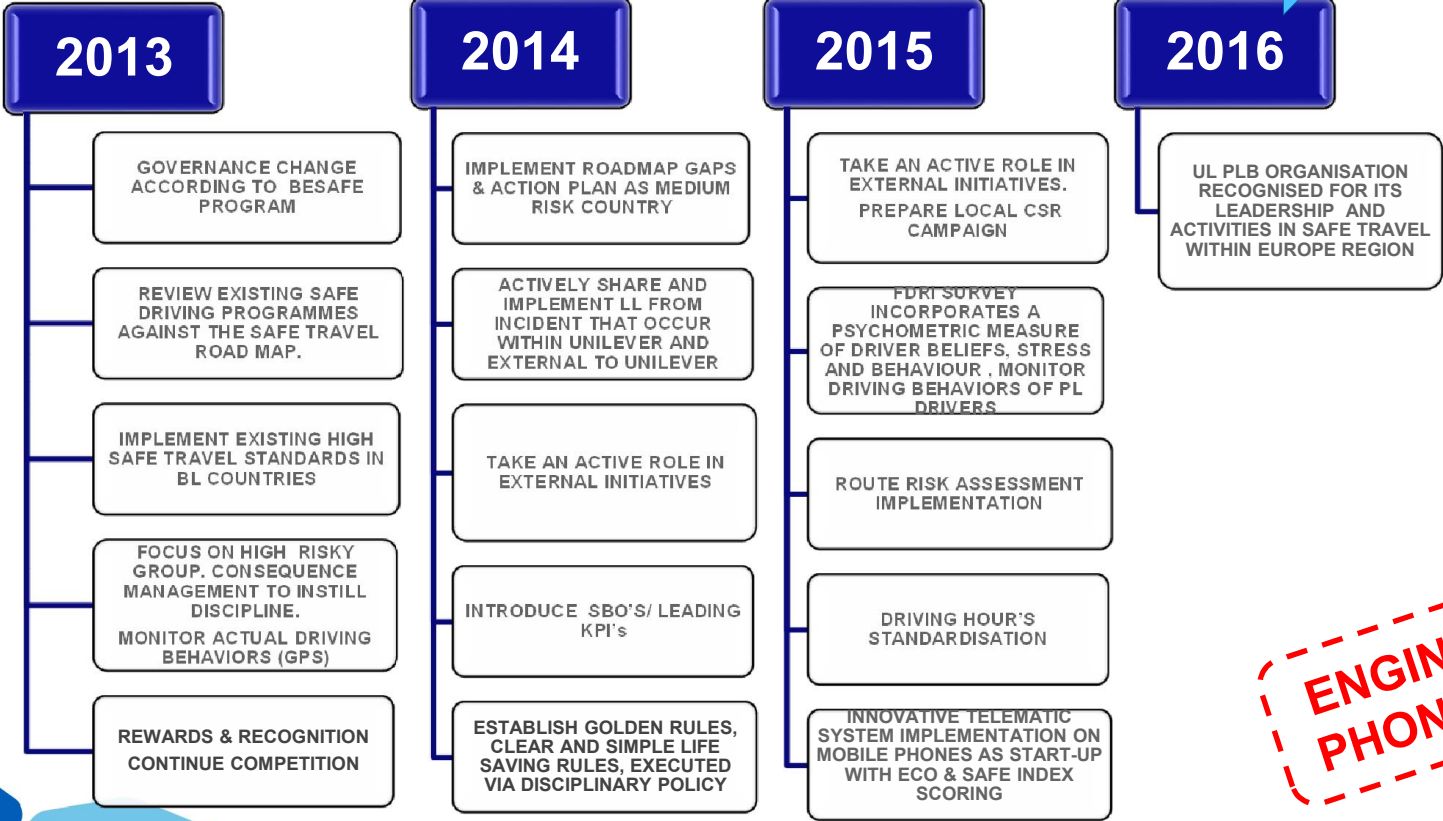 2013
GOVERNANCE CHANGE
ACCORDING TO BESAFE
PROGRAM
REVIEW EXISTING SAFE
DRIVING PROGRAMMES
AGAINST THE SAFE TRAVEL
ROAD MAP.
IMPLEMENT EXISTING HIGH
SAFE TRAVEL STANDARDS IN
BL COUNTRIES
FOCUS ON HIGH RISKY
GROUP. CONSEQUENCE
MANAGEMENT TO INSTILL
DISCIPLINE.
MONITOR ACTUAL DRIVING
BEHAVIORS (GPS)
REWARDS & RECOGNITION
CONTINUE COMPETITION
2014
IMPLEMENT ROADMAP GAPS
& ACTION PLAN AS MEDIUM
RISK COUNTRY
ACTIVELY SHARE AND
IMPLEMENT LL FROM
INCIDENT THAT OCCUR
WITHIN UNILEVER AND
EXTERNAL TO UNILEVER
TAKE AN ACTIVE ROLE IN
EXTERNAL INITIATIVES
INTRODUCE SBO'S/ LEADING
KPI's
ESTABLISH GOLDEN RULES,
CLEAR AND SIMPLE LIFE
SAVING RULES, EXECUTED
VIA DISCIPLINARY POLICY
2015
TAKE AN ACTIVE ROLE IN
EXTERNAL INITIATIVES.
PREPARE LOCAL CSR
CAMPAIGN
FDRI SURVEY
INCORPORATES A
PSYCHOMETRIC MEASURE
OF DRIVER BELIEFS, STRESS
AND BEHAVIOUR , MONITOR
DRIVING BEHAVIORS OF PL
DRIVERS
ROUTE RISK ASSESSMENT
IMPLEMENTATION
DRIVING HOUR'S
STANDARDISATION
INNOVATIVE TELEMATIC
SYSTEM IMPLEMENTATION ON
MOBILE PHONES AS START-UP
WITH ECO & SAFE INDEX
SCORING
2016
UL PLB ORGANISATION
RECOGNISED FOR ITS
LEADERSHIP AND
ACTIVITIES IN SAFE TRAVEL
WITHIN EUROPE REGION